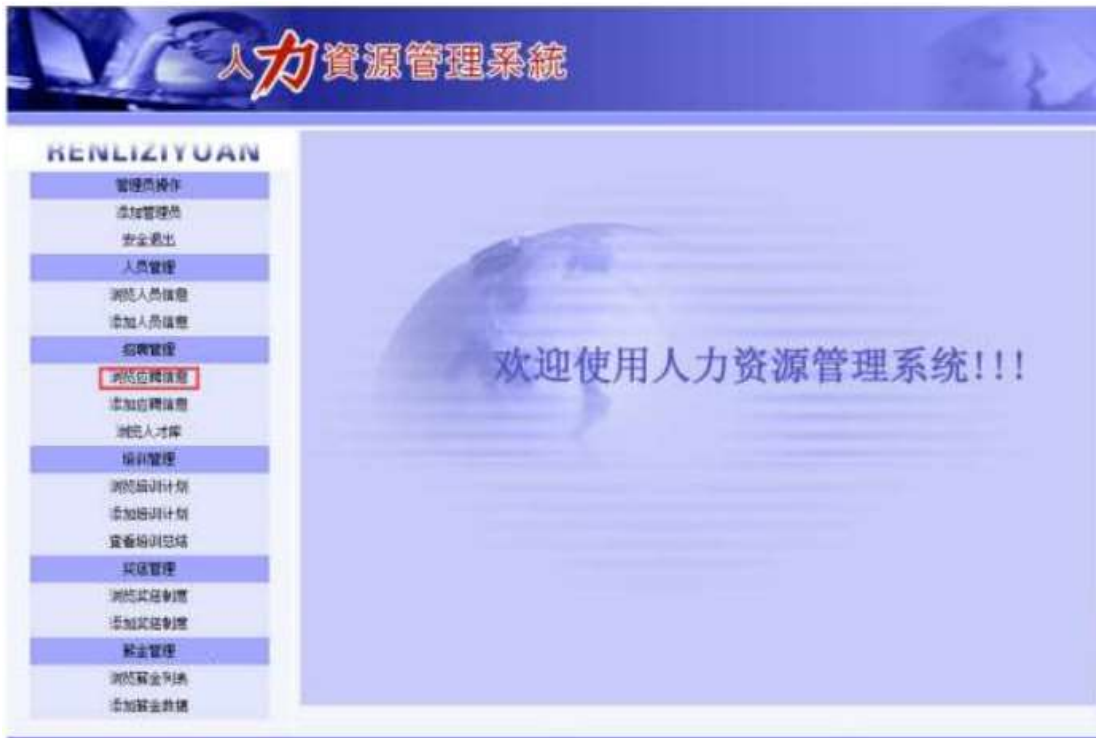 人力資源管理系統
RENLIZIYUAN
管理员操作
添加管理员
安全退出
人员管理
浏览人员信息
添加人员信息
招聘管理
浏览应聘信息
添加应聘信息
浏览人才库
培训管理
浏览培训计划
添加培训计划
查看培训总结
奖惩管理
浏览奖惩制度
添加奖惩制度
薪金管理
浏览薪金列表
添加薪金数据
欢迎使用人力资源管理系统!!!